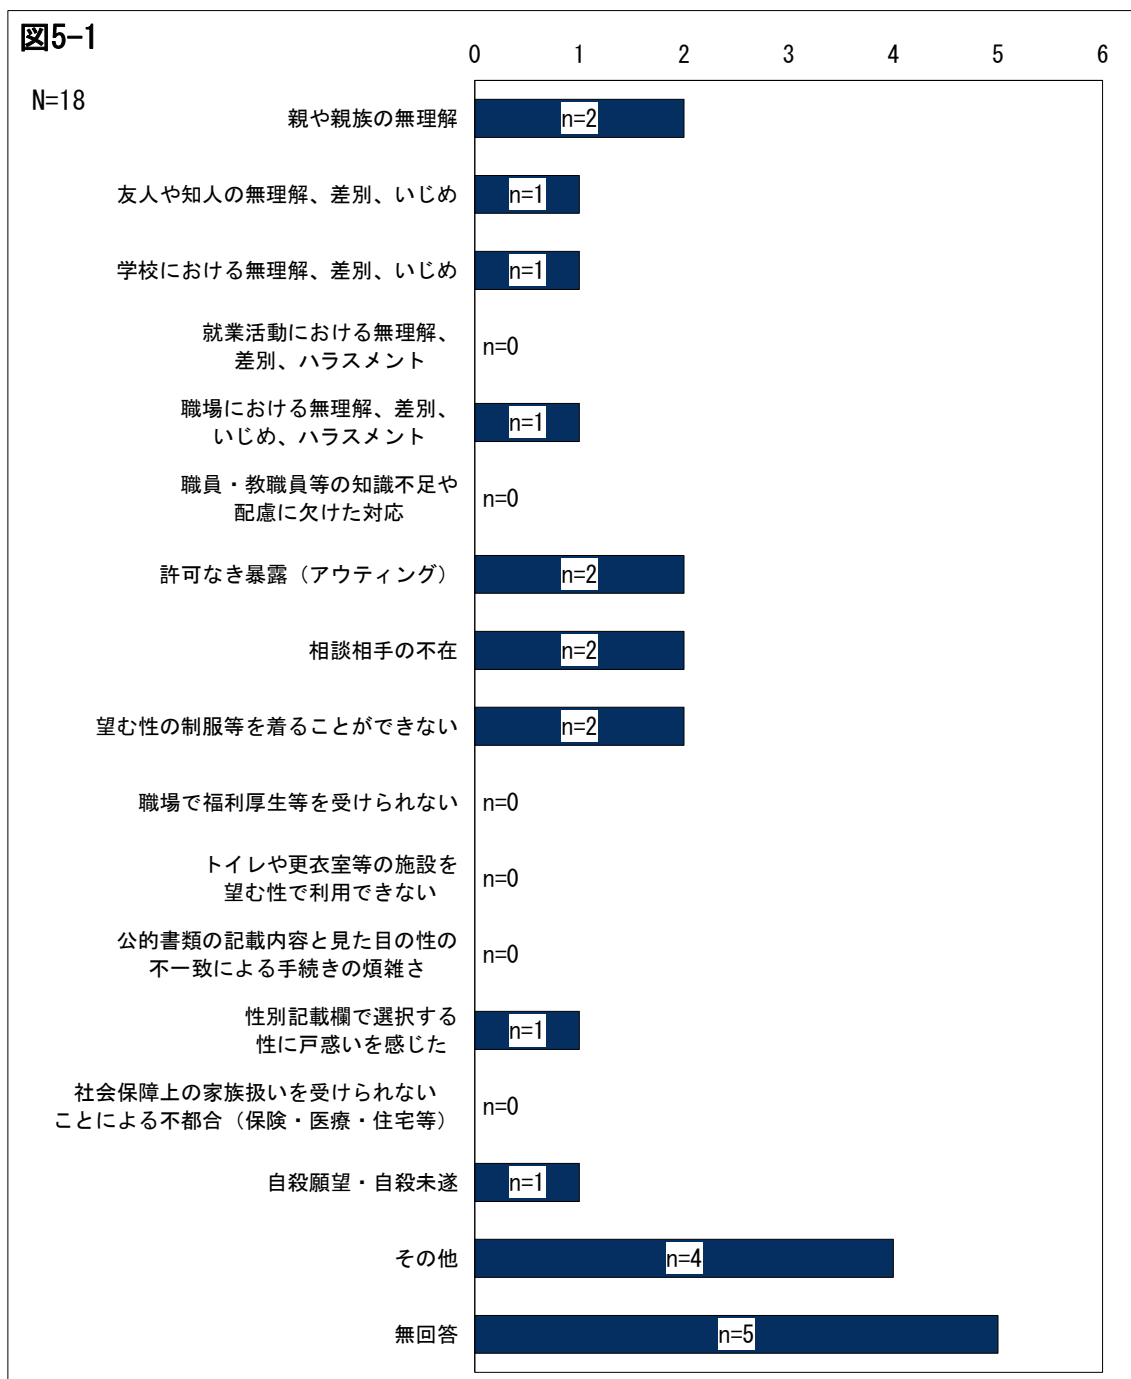 図5-1
0 1 2 3 4 5 6
N=18
親や親族の無理解
n=2
友人や知人の無理解、差別、いじめ
n=1
学校における無理解、差別、いじめ
n=1
就業活動における無理解、
差別、ハラスメント
n=0
職場における無理解、差別、
いじめ、ハラスメント
n=1
職員・教職員等の知識不足や
配慮に欠けた対応
n=0
許可なき暴露（アウティング）
n=2
相談相手の不在
n=2
望む性の制服等を着ることができない
n=2
職場で福利厚生等を受けられない
n=0
トイレや更衣室等の施設を
望む性で利用できない
n=0
公的書類の記載内容と見た目の性の
不一致による手続きの煩雑さ
n=0
性別記載欄で選択する
性に戸惑いを感じた
n=1
社会保障上の家族扱いを受けられない
ことによる不都合（保険・医療・住宅等）
n=0
自殺願望・自殺未遂
n=1
その他
n=4
無回答
n=5